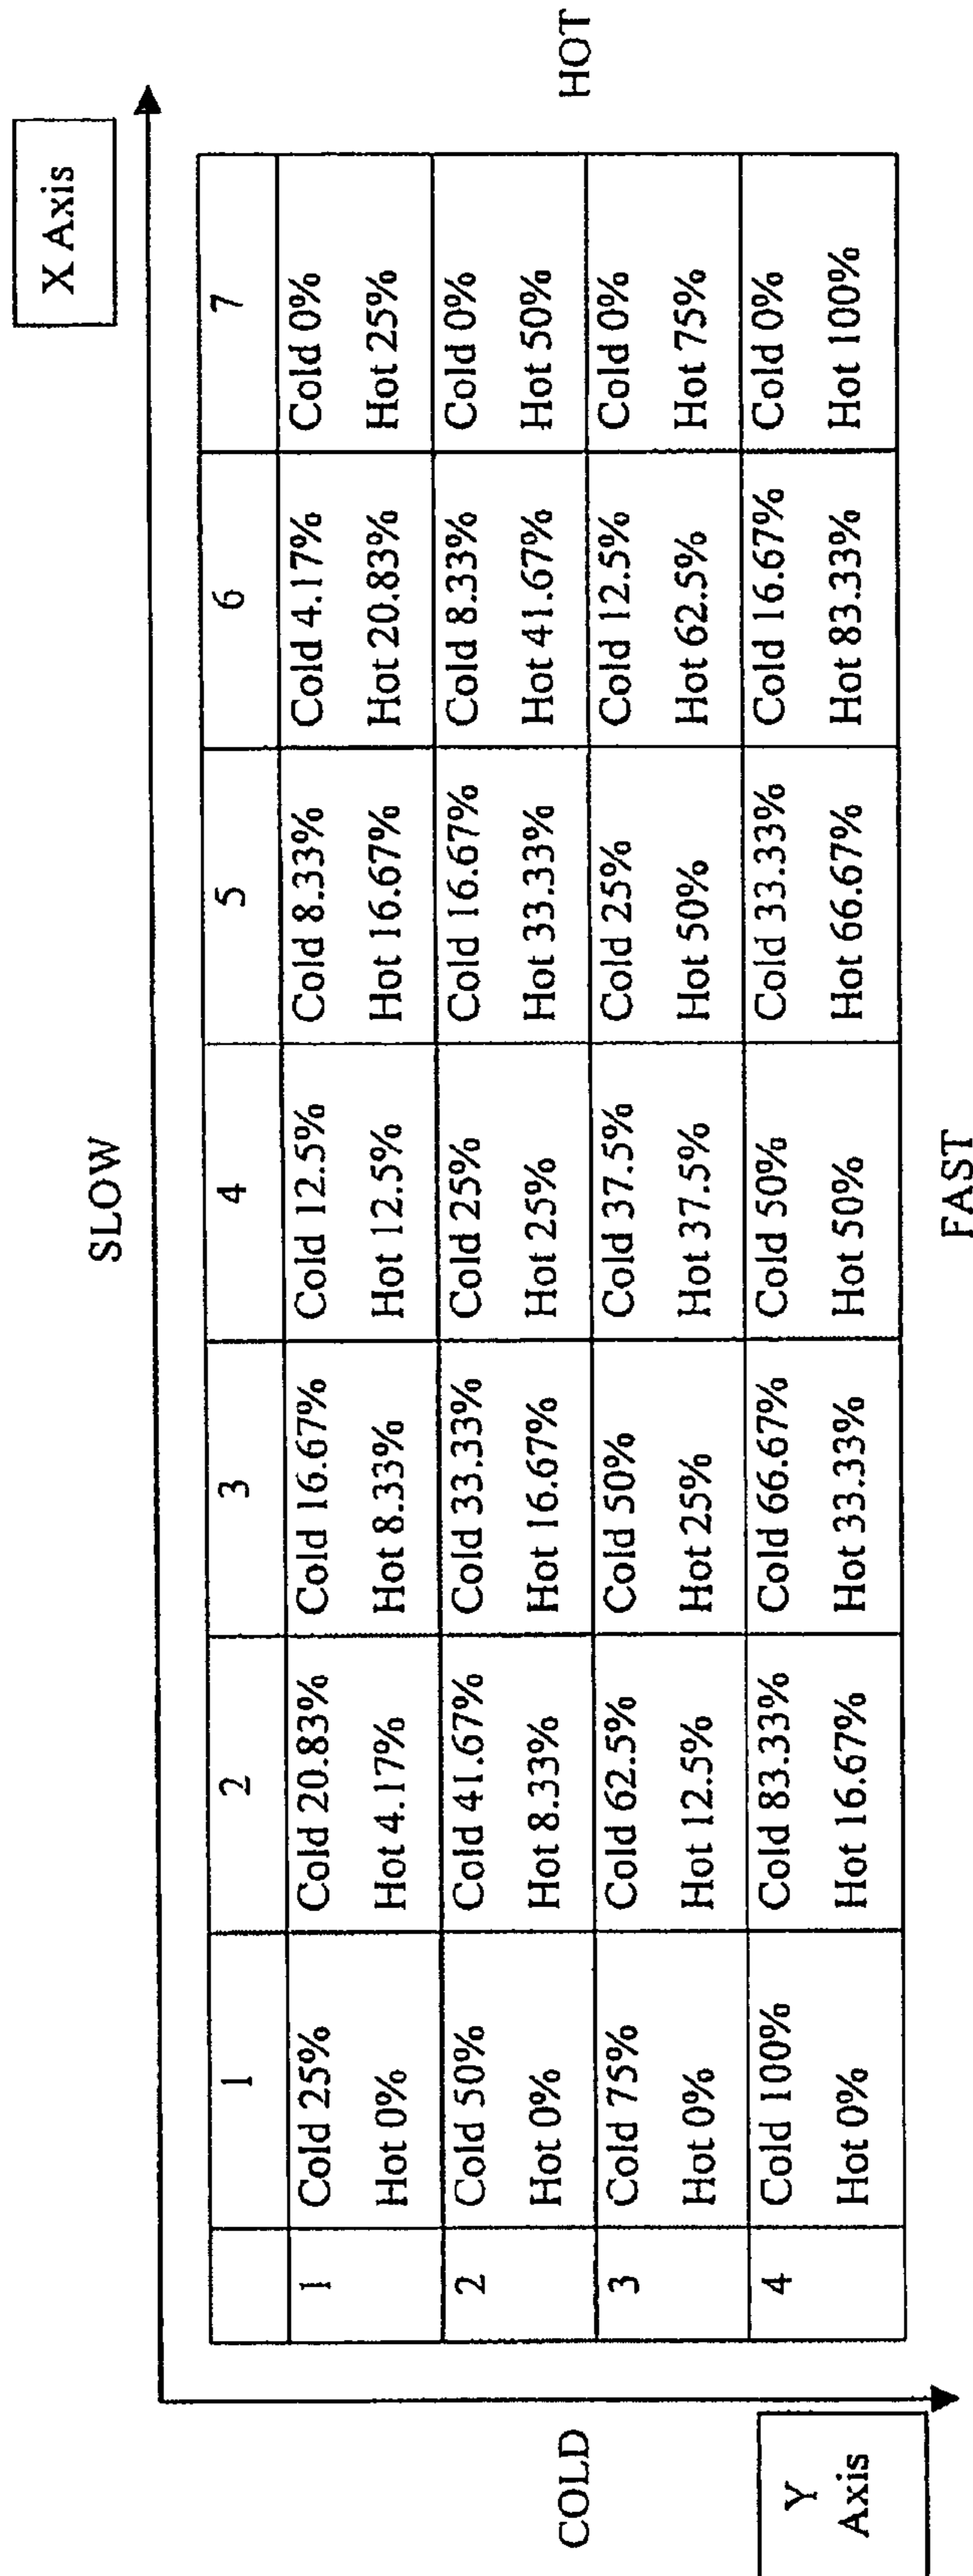 X Axis
SLOW
1 2 3 4 5 6 7
1 Cold 25% Cold 20.83% Cold 16.67% Cold 12.5% Cold 8.33% Cold 4.17% Cold 0%
Hot 0% Hot 4.17% Hot 8.33% Hot 12.5% Hot 16.67% Hot 20.83% Hot 25%
2 Cold 50% Cold 41.67% Cold 33.33% Cold 25% Cold 16.67% Cold 8.33% Cold 0%
Hot 0% Hot 8.33% Hot 16.67% Hot 25% Hot 33.33% Hot 41.67% Hot 50%
COLD
HOT
3 Cold 75% Cold 62.5% Cold 50% Cold 37.5% Cold 25% Cold 12.5% Cold 0%
Hot 0% Hot 12.5% Hot 25% Hot 37.5% Hot 50% Hot 62.5% Hot 75%
4 Cold 100% Cold 83.33% Cold 66.67% Cold 50% Cold 33.33% Cold 16.67% Cold 0%
Hot 0% Hot 16.67% Hot 33.33% Hot 50% Hot 66.67% Hot 83.33% Hot 100%
Y
Axis
FAST